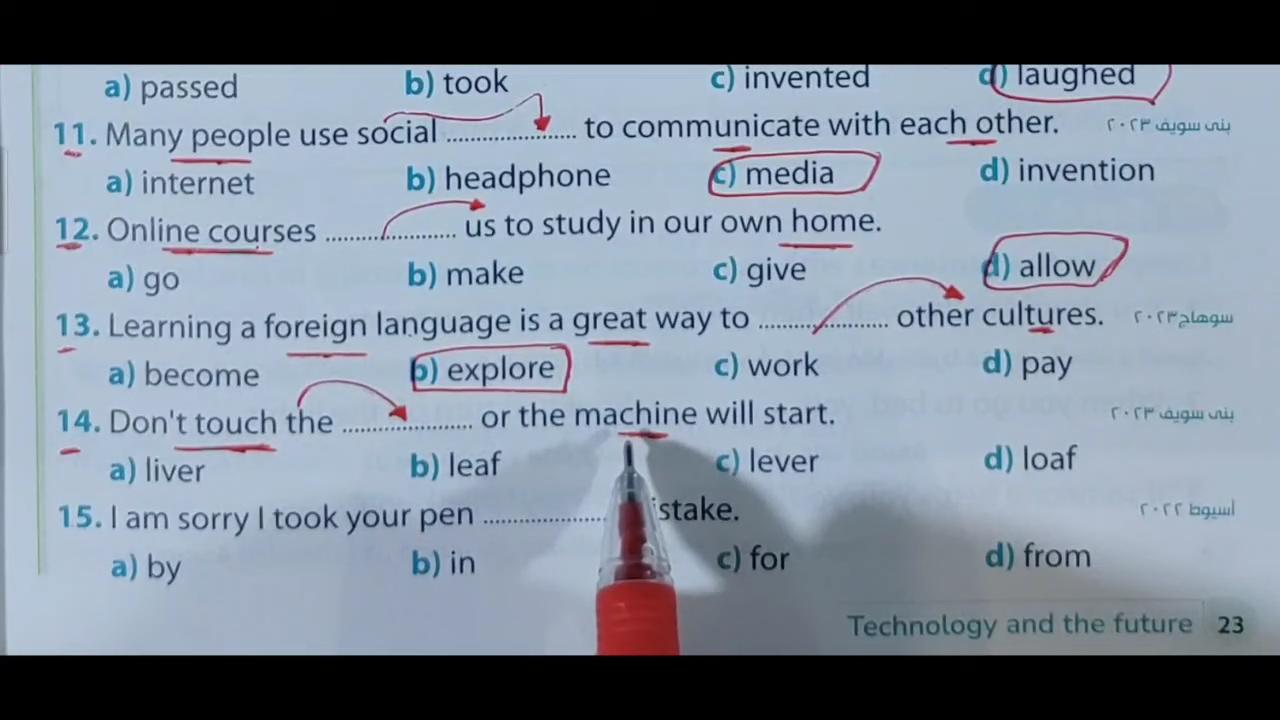 a) passed b) took c) invented d) laughed
11. Many people use social .................... to communicate with each other. بنى سويف ٢٠٢٣
a) internet b) headphone c) media d) invention
12. Online courses .................... us to study in our own home.
a) go b) make c) give d) allow
13. Learning a foreign language is a great way to .................... other cultures. سوهاج ٢٠٢٣
a) become b) explore c) work d) pay
14. Don't touch the .................... or the machine will start. بنى سويف ٢٠٢٣
a) liver b) leaf c) lever d) loaf
15. I am sorry I took your pen .................... istake. اسيوط ٢٠٢٢
a) by b) in c) for d) from
Technology and the future 23